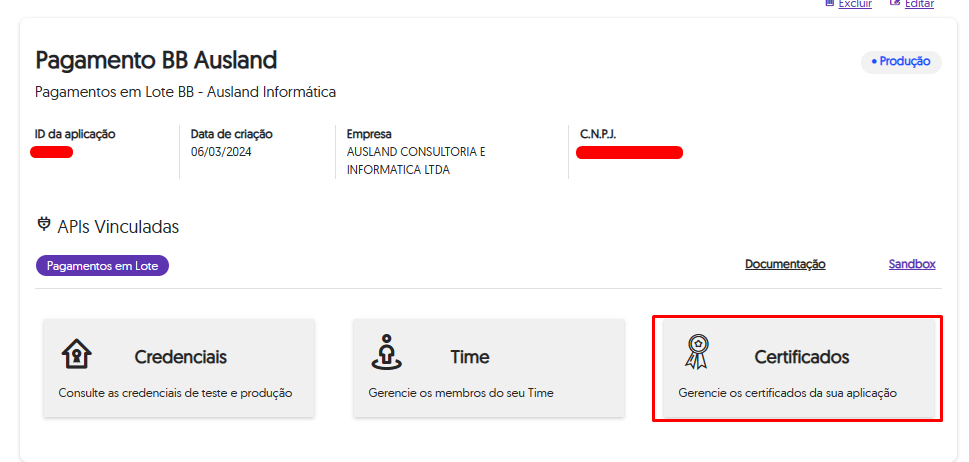 Excluir Editar
Pagamento BB Ausland
• Produção
Pagamentos em Lote BB - Ausland Informática
ID da aplicação
Data de criação
06/03/2024
Empresa
AUSLAND CONSULTORIA E
INFORMATICA LTDA
C.N.P.J.
APIs Vinculadas
Pagamentos em Lote
Documentação
Sandbox
Credenciais
Consulte as credenciais de teste e produção
Time
Gerencie os membros do seu Time
Certificados
Gerencie os certificados da sua aplicação